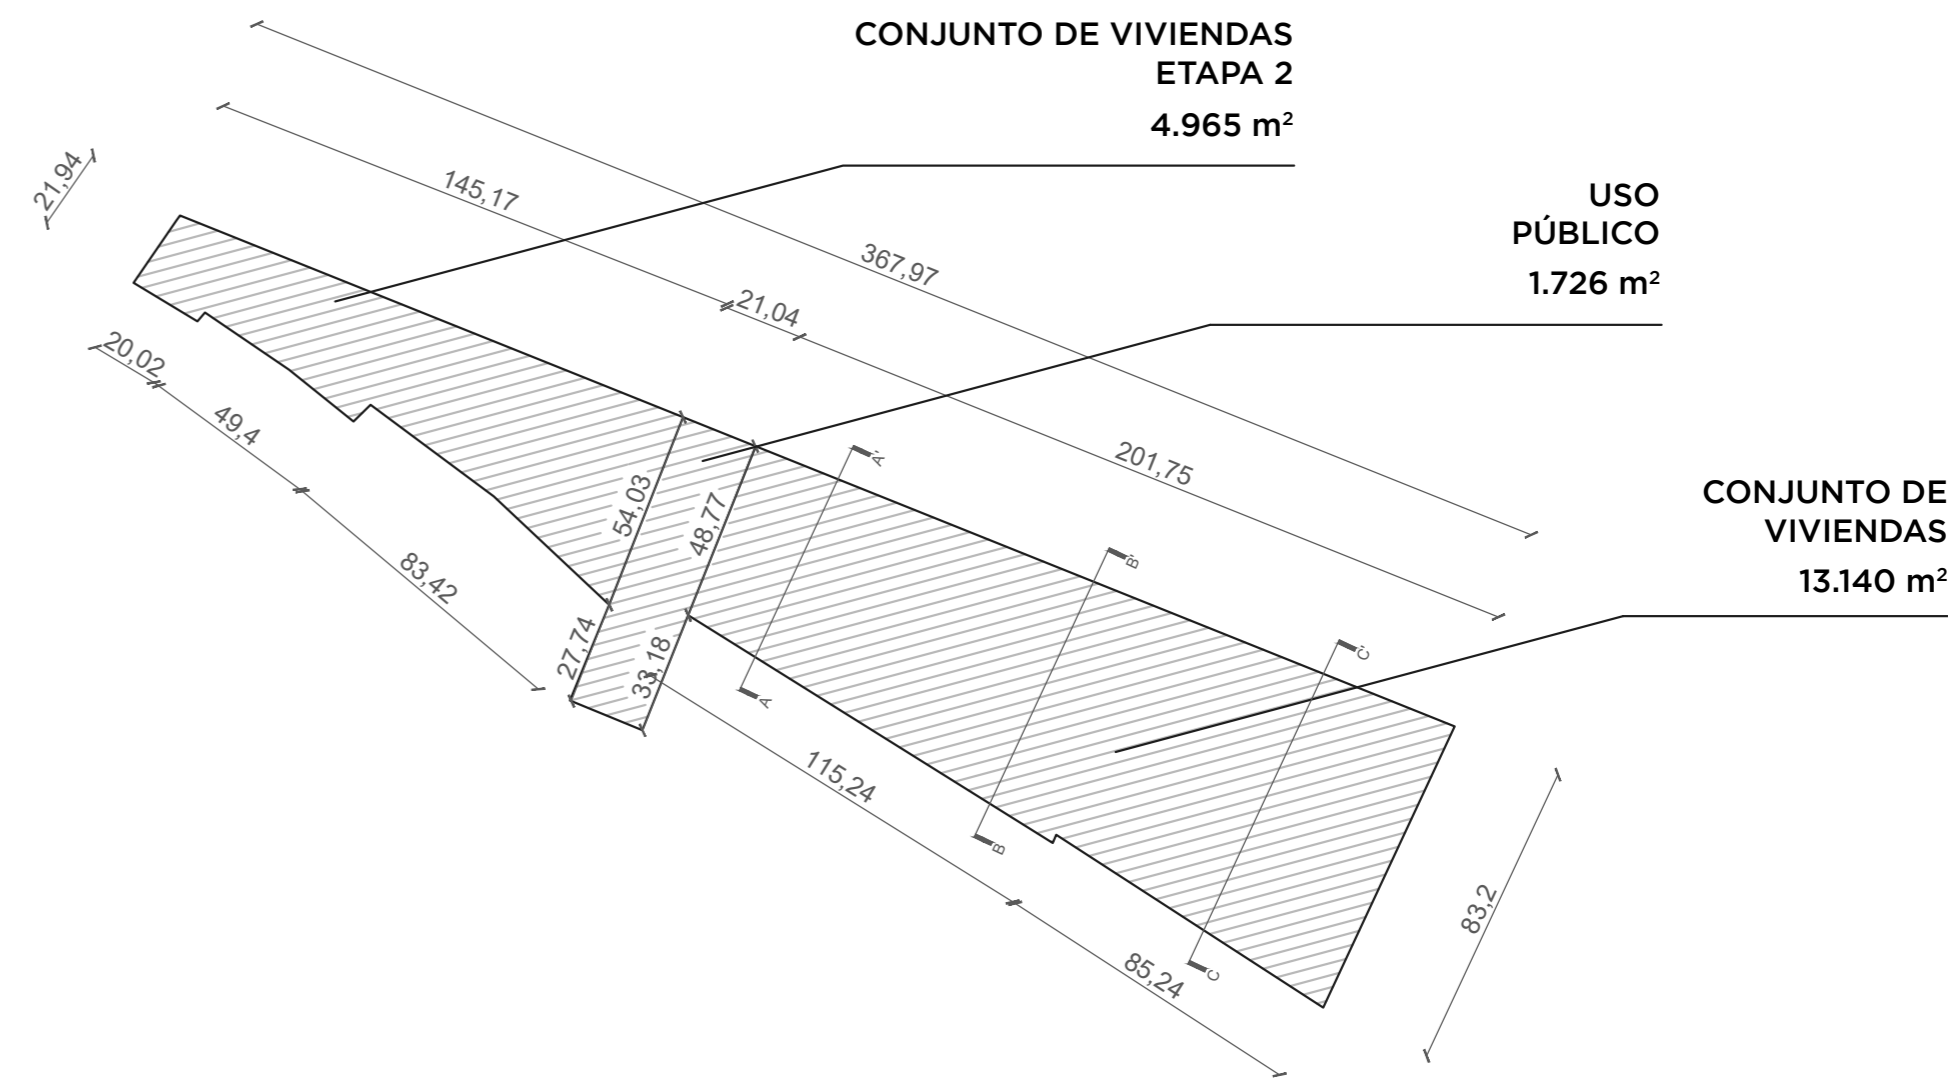 CONJUNTO DE VIVIENDAS
ETAPA 2
4.965 m²
USO
PÚBLICO
1.726 m²
CONJUNTO DE
VIVIENDAS
13.140 m²
21,94
145,17
367,97
21,04
201,75
20,02
49,4
83,42
54,03
48,77
27,74
33,18
115,24
85,24
83,2
A'
A
B'
B
C'
C